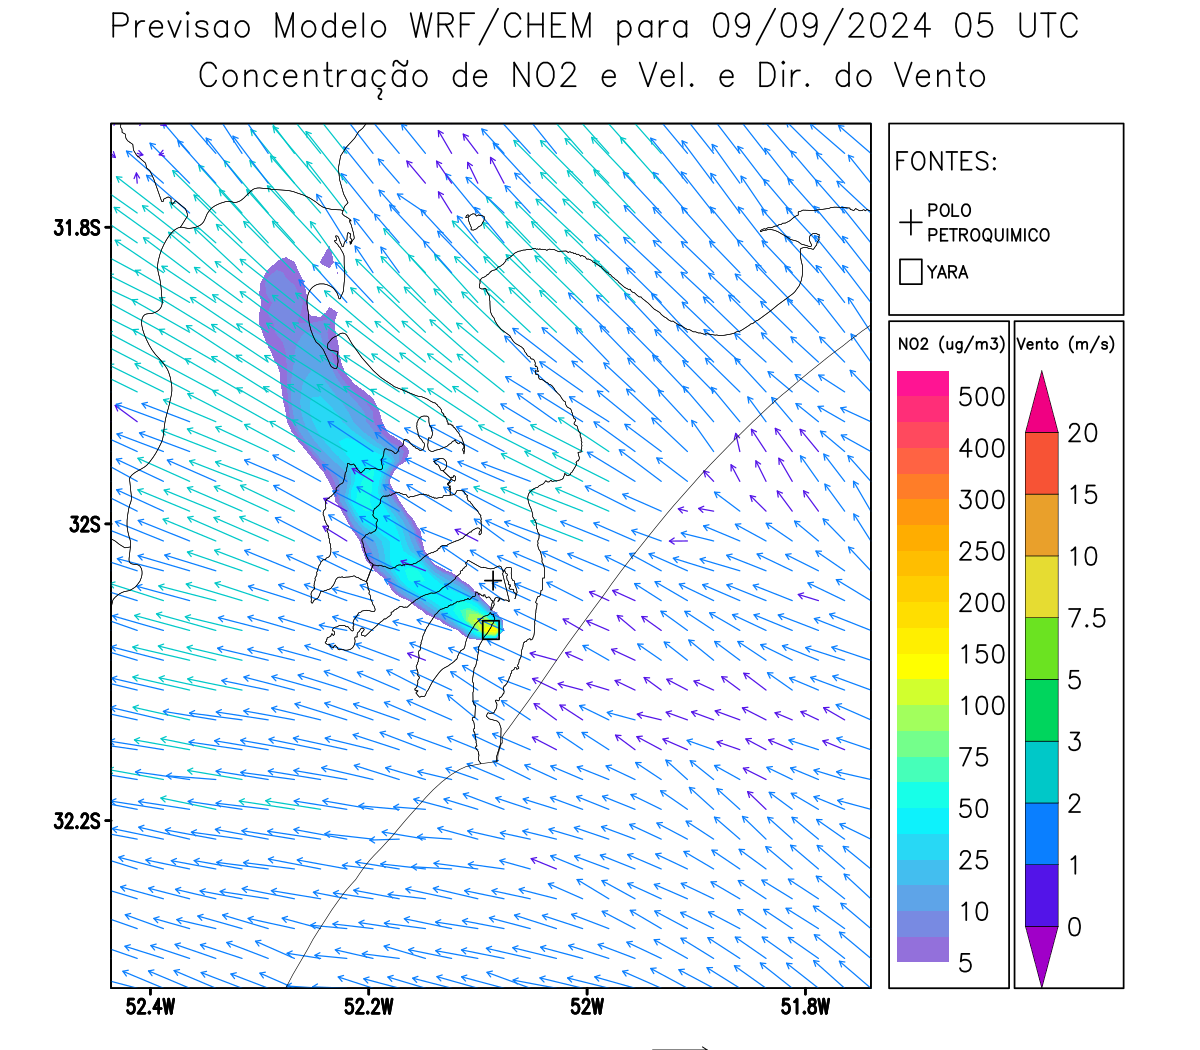 Previsao Modelo WRF/CHEM para 09/09/2024 05 UTC
Concentração de NO2 e Vel. e Dir. do Vento
FONTES:
POLO
PETROQUIMICO
YARA
NO2 (ug/m3)
500
400
300
250
200
150
100
75
50
25
10
5
Vento (m/s)
20
15
10
7.5
5
3
2
1
0
31.8S
32S
32.2S
52.4W
52.2W
52W
51.8W